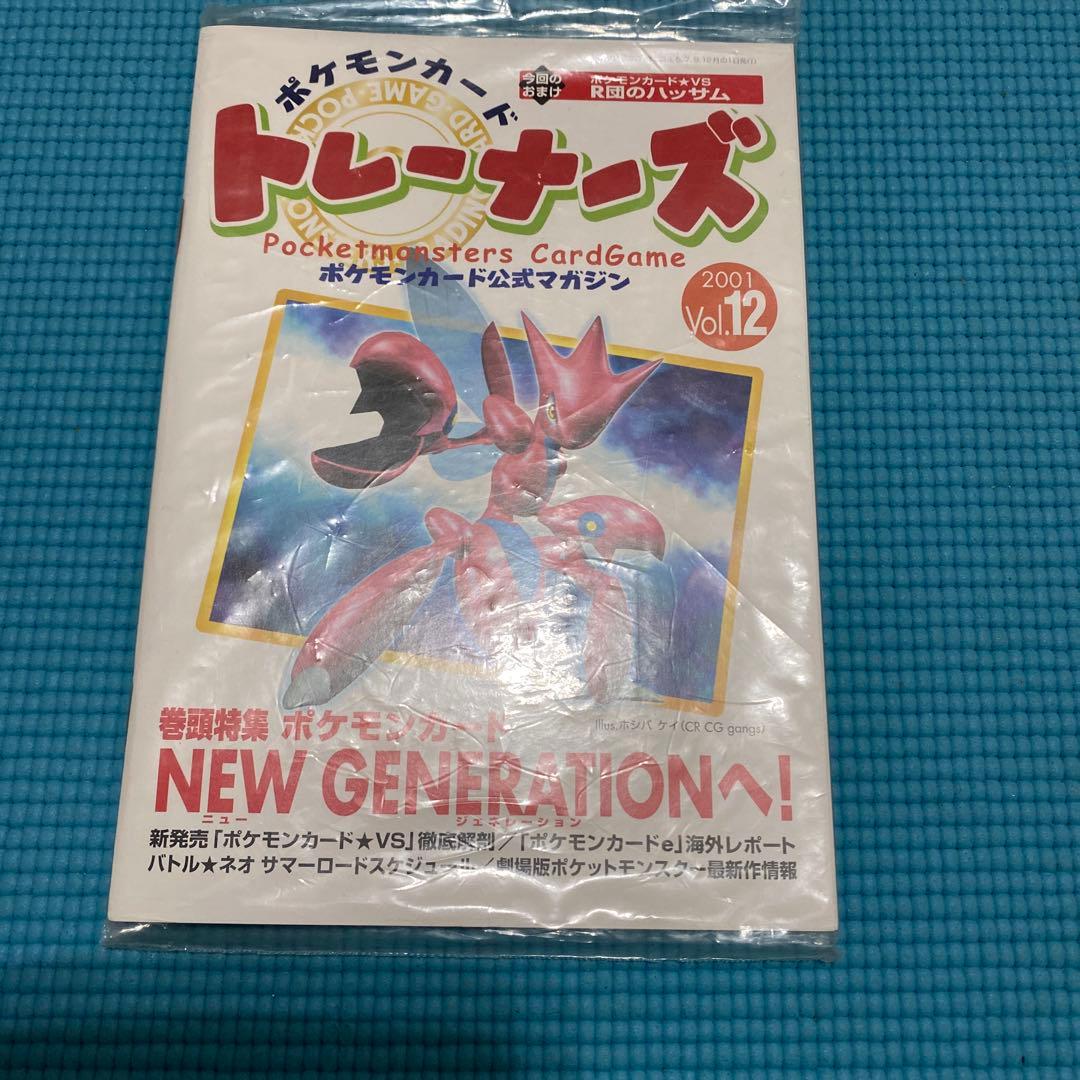 ポケモンカード
今回の
おまけ
ポケモンカード★VS
R団のハッサム
トレーナーズ
Pocketmonsters CardGame
ポケモンカード公式マガジン
2001
Vol.12
Illus.ホシバ ケイ(CR CG gangs)
巻頭特集 ポケモンカード
NEW GENERATIONへ!
ニュー ジェネレーション
新発売「ポケモンカード★VS」徹底解剖/「ポケモンカードe」海外レポート
バトル★ネオ サマーロードスケジュール/劇場版ポケットモンスター最新作情報